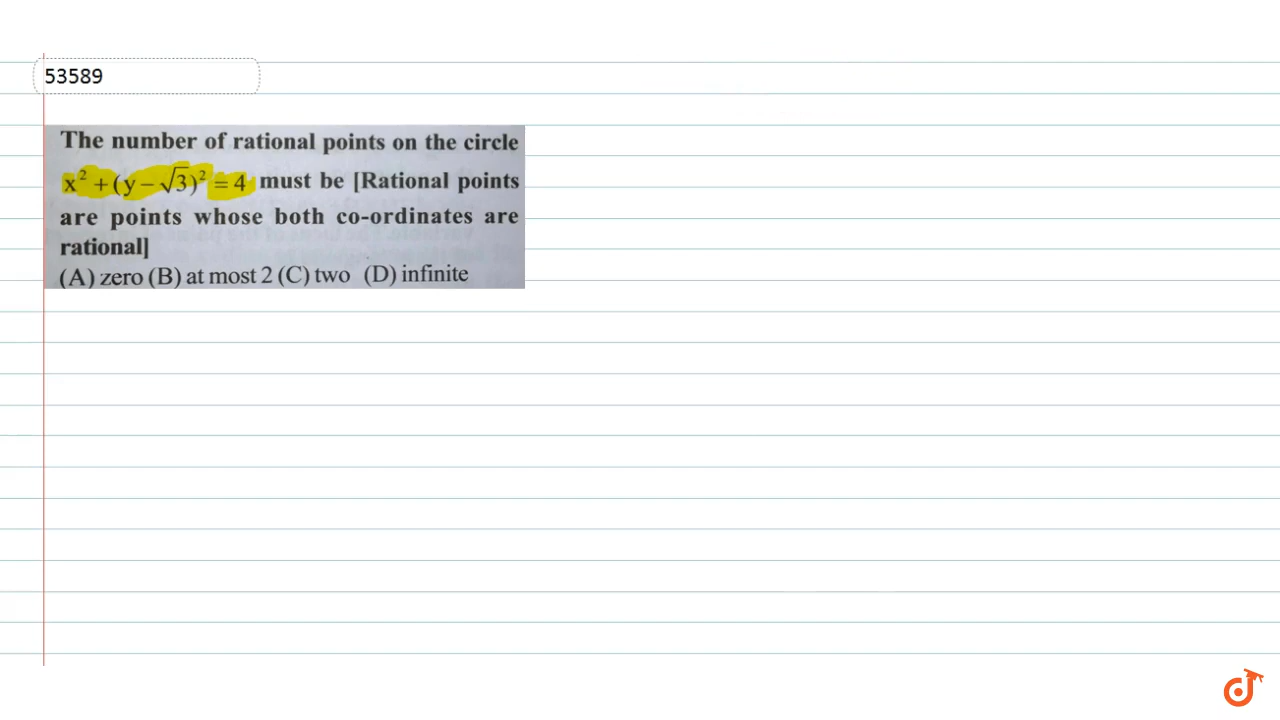 53589
The number of rational points on the circle
x² + (y – √3)² = 4 must be [Rational points
are points whose both co-ordinates are
rational]
(A) zero (B) at most 2 (C) two (D) infinite